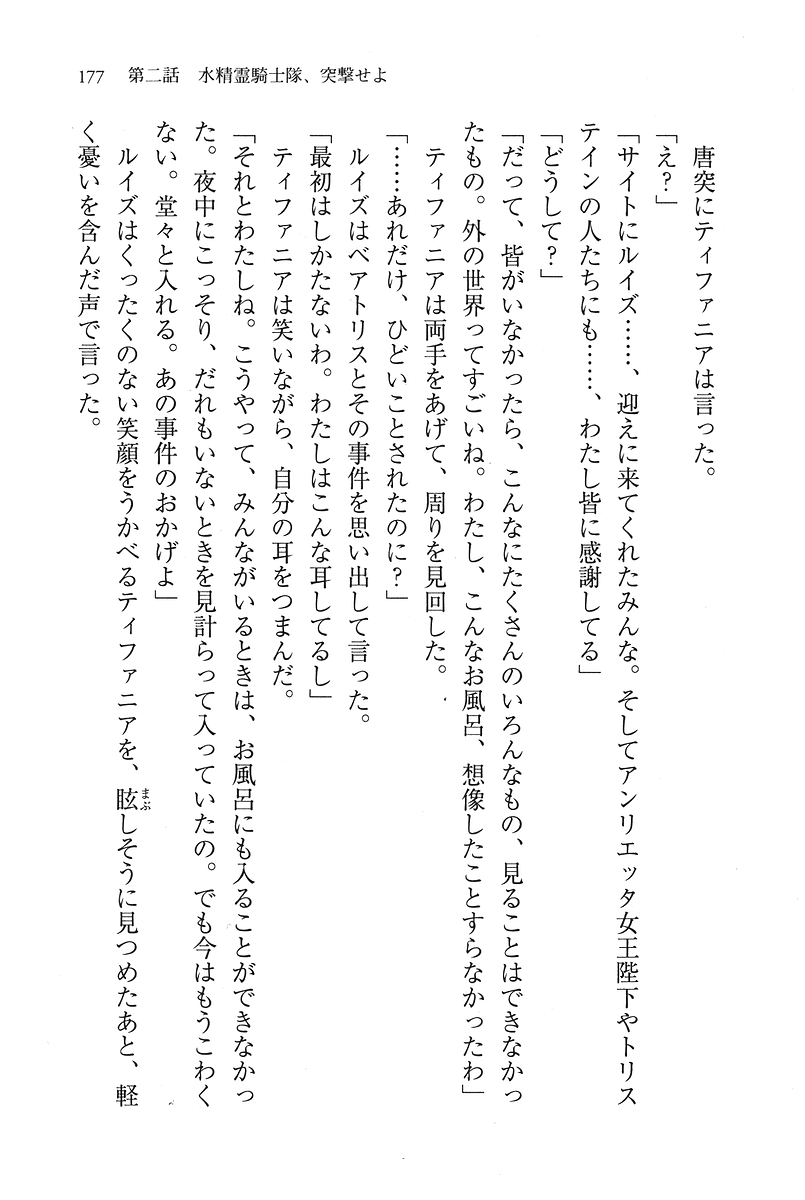 177　第二話　水精霊騎士隊、突撃せよ
　唐突にティファニアは言った。
「え？」
「サイトにルイズ……、迎えに来てくれたみんな。そしてアンリエッタ女王陛下やトリス
テインの人たちにも……、わたし皆に感謝してる」
「どうして？」
「だって、皆がいなかったら、こんなにたくさんのいろんなもの、見ることはできなかっ
たもの。外の世界ってすごいね。わたし、こんなお風呂、想像したことすらなかったわ」
　ティファニアは両手をあげて、周りを見回した。
「……あれだけ、ひどいことされたのに？」
　ルイズはベアトリスとその事件を思い出して言った。
「最初はしかたないわ。わたしはこんな耳してるし」
　ティファニアは笑いながら、自分の耳をつまんだ。
「それとわたしね。こうやって、みんながいるときは、お風呂にも入ることができなかっ
た。夜中にこっそり、だれもいないときを見計らって入っていたの。でも今はもうこわく
ない。堂々と入れる。あの事件のおかげよ」
　ルイズはくったくのない笑顔をうかべるティファニアを、眩しそうに見つめたあと、軽
まぶ
く憂いを含んだ声で言った。